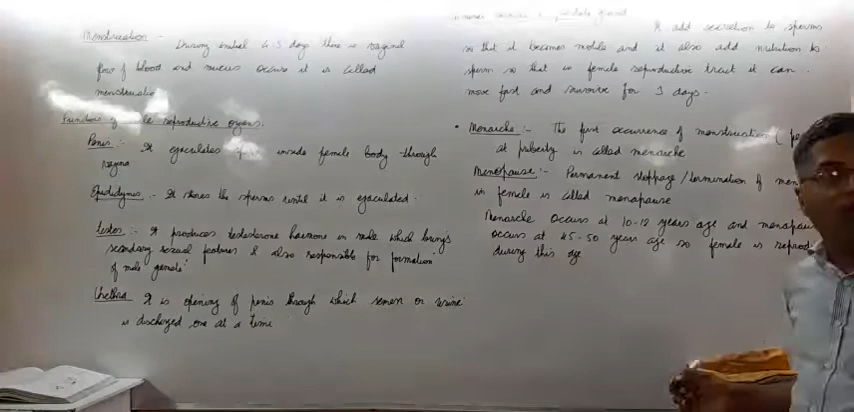 Menstruation - During initial 4-5 days there is vaginal
flow of blood and mucus occurs it is called
menstruation
Function of male reproductive organs.
Penis :- It ejaculates inside female body through
vagina
Epididymis - It stores the sperms until it is ejaculated.
Testes :- It produces testosterone harmone in male which brings
secondary sexual features & also responsible for formation
of male gamete
Urethra It is opening of penis through which semen or urine
is discharged one at a time
gland
It add secretion to sperms
so that it becomes motile and it also add nutrition to
sperm so that in female reproductive tract it can
move fast and survive for 3 days.
Menarche :- The first occurrence of menstruation (
at puberty is called menarche
Menopause :- Permanent stoppage/termination of men
in female is called menopause
Menarche occurs at 10-12 years age and menopau
occurs at 45-50 year age so female is reprod
during this age